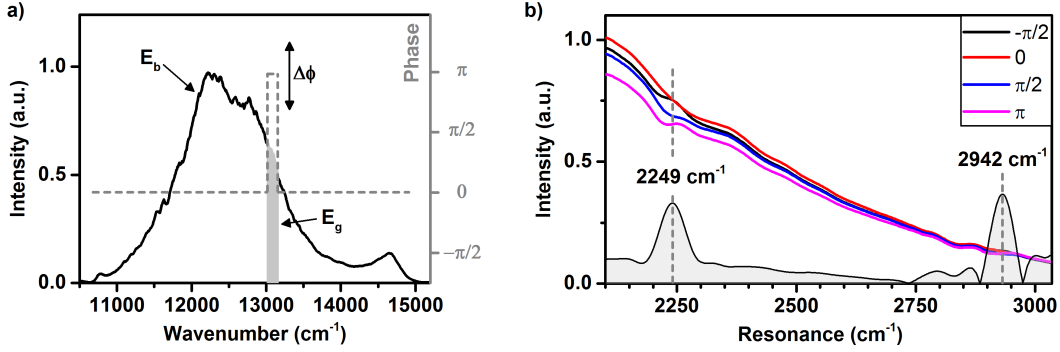 a)
Intensity (a.u.)
1.0
0.5
0.0
E_b
Δϕ
E_g
Phase
π
π/2
0
−π/2
11000 12000 13000 14000 15000
Wavenumber (cm⁻¹)
b)
Intensity (a.u.)
1.0
0.5
0.0
-π/2
0
π/2
π
2249 cm⁻¹
2942 cm⁻¹
2250 2500 2750 3000
Resonance (cm⁻¹)